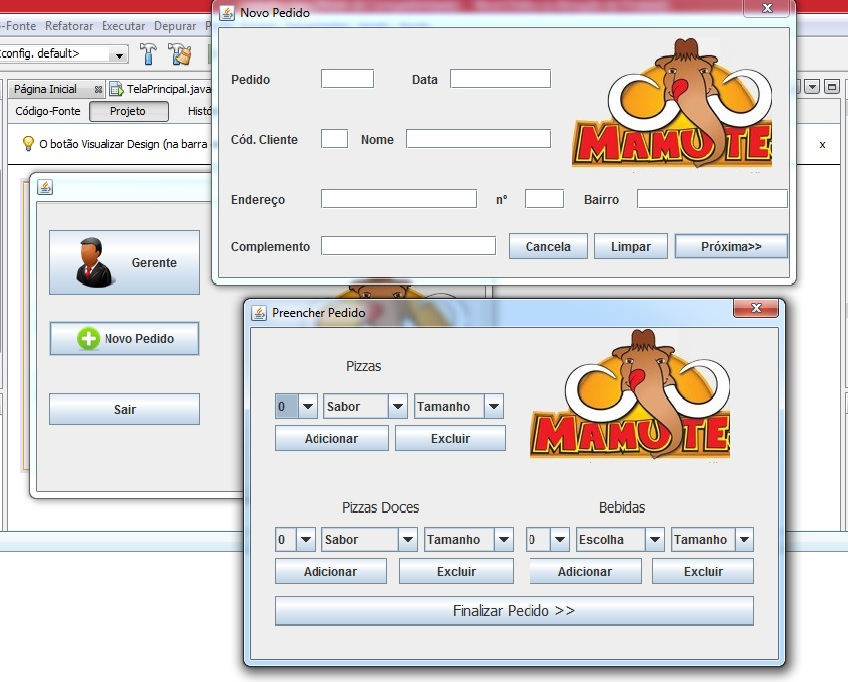 Novo Pedido
-Fonte Refatorar Executar Depurar P
config. default>
Página Inicial TelaPrincipal.java
Código-Fonte Projeto Histó
O botão Visualizar Design (na barra x
Pedido Data
Cód. Cliente Nome
MAMUTE
Endereço nº Bairro
Complemento Cancela Limpar Próxima>>
Gerente
Novo Pedido
Sair
Preencher Pedido
Pizzas
0 Sabor Tamanho
Adicionar Excluir
MAMUTE
Pizzas Doces Bebidas
0 Sabor Tamanho 0 Escolha Tamanho
Adicionar Excluir Adicionar Excluir
Finalizar Pedido >>